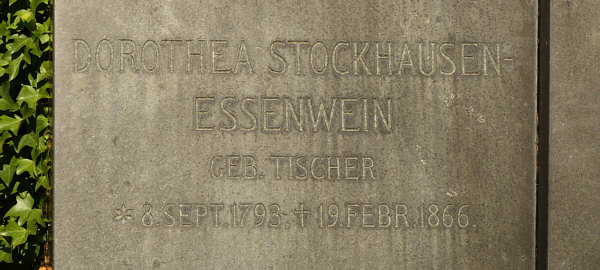 DOROTHEA STOCKHAUSEN-
ESSENWEIN
GEB. TISCHER
* 8. SEPT. 1793. † 19. FEBR. 1866.